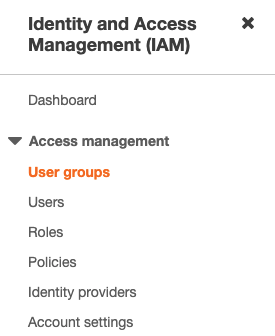 Identity and Access
Management (IAM)
Dashboard
Access management
User groups
Users
Roles
Policies
Identity providers
Account settings